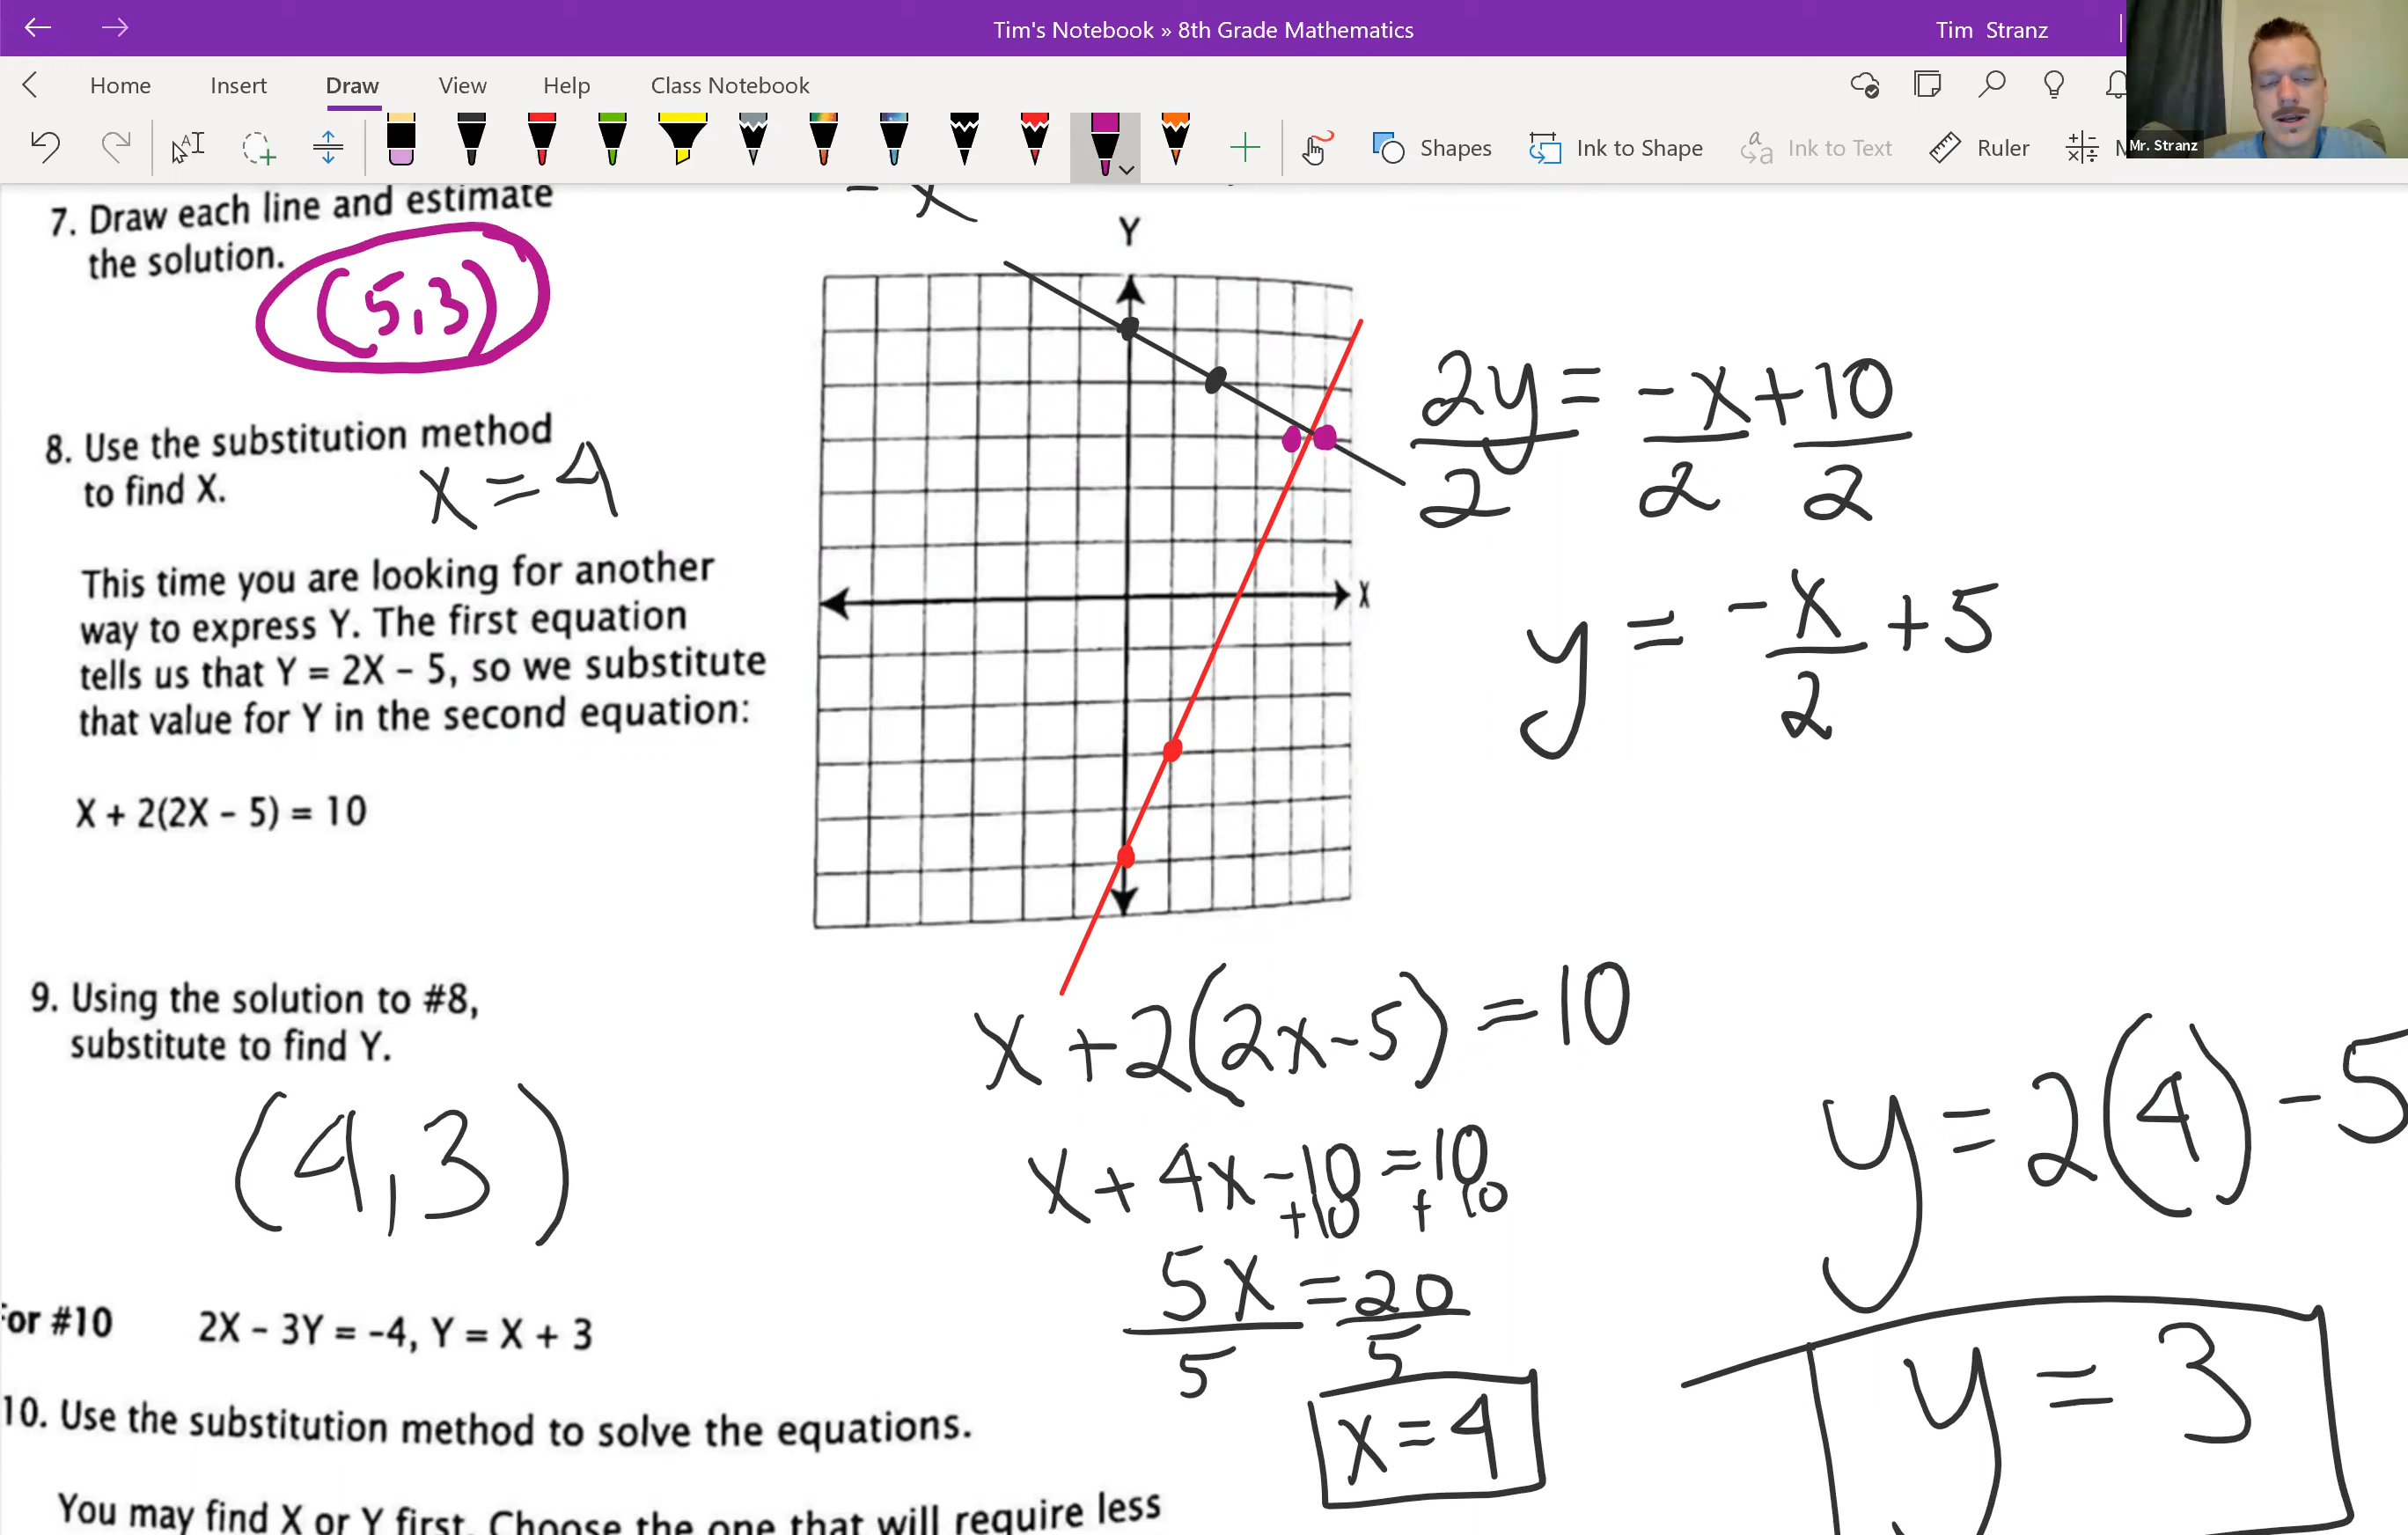 Tim's Notebook » 8th Grade Mathematics
Tim Stranz
Home Insert Draw View Help Class Notebook
Shapes Ink to Shape Ink to Text Ruler
Mr. Stranz
7. Draw each line and estimate
the solution.
(5,3)
= x
Y
X
2y = -x + 10
2 2 2
y = -x + 5
2
8. Use the substitution method
to find X.
x = 4
This time you are looking for another
way to express Y. The first equation
tells us that Y = 2X – 5, so we substitute
that value for Y in the second equation:
X + 2(2X – 5) = 10
9. Using the solution to #8,
substitute to find Y.
(4,3)
x + 2(2x - 5) = 10
x + 4x - 10 = 10
+10 + 10
5x = 20
5 5
x = 4
y = 2(4) - 5
y = 3
or #10 2X – 3Y = -4, Y = X + 3
10. Use the substitution method to solve the equations.
You may find X or Y first. Choose the one that will require less